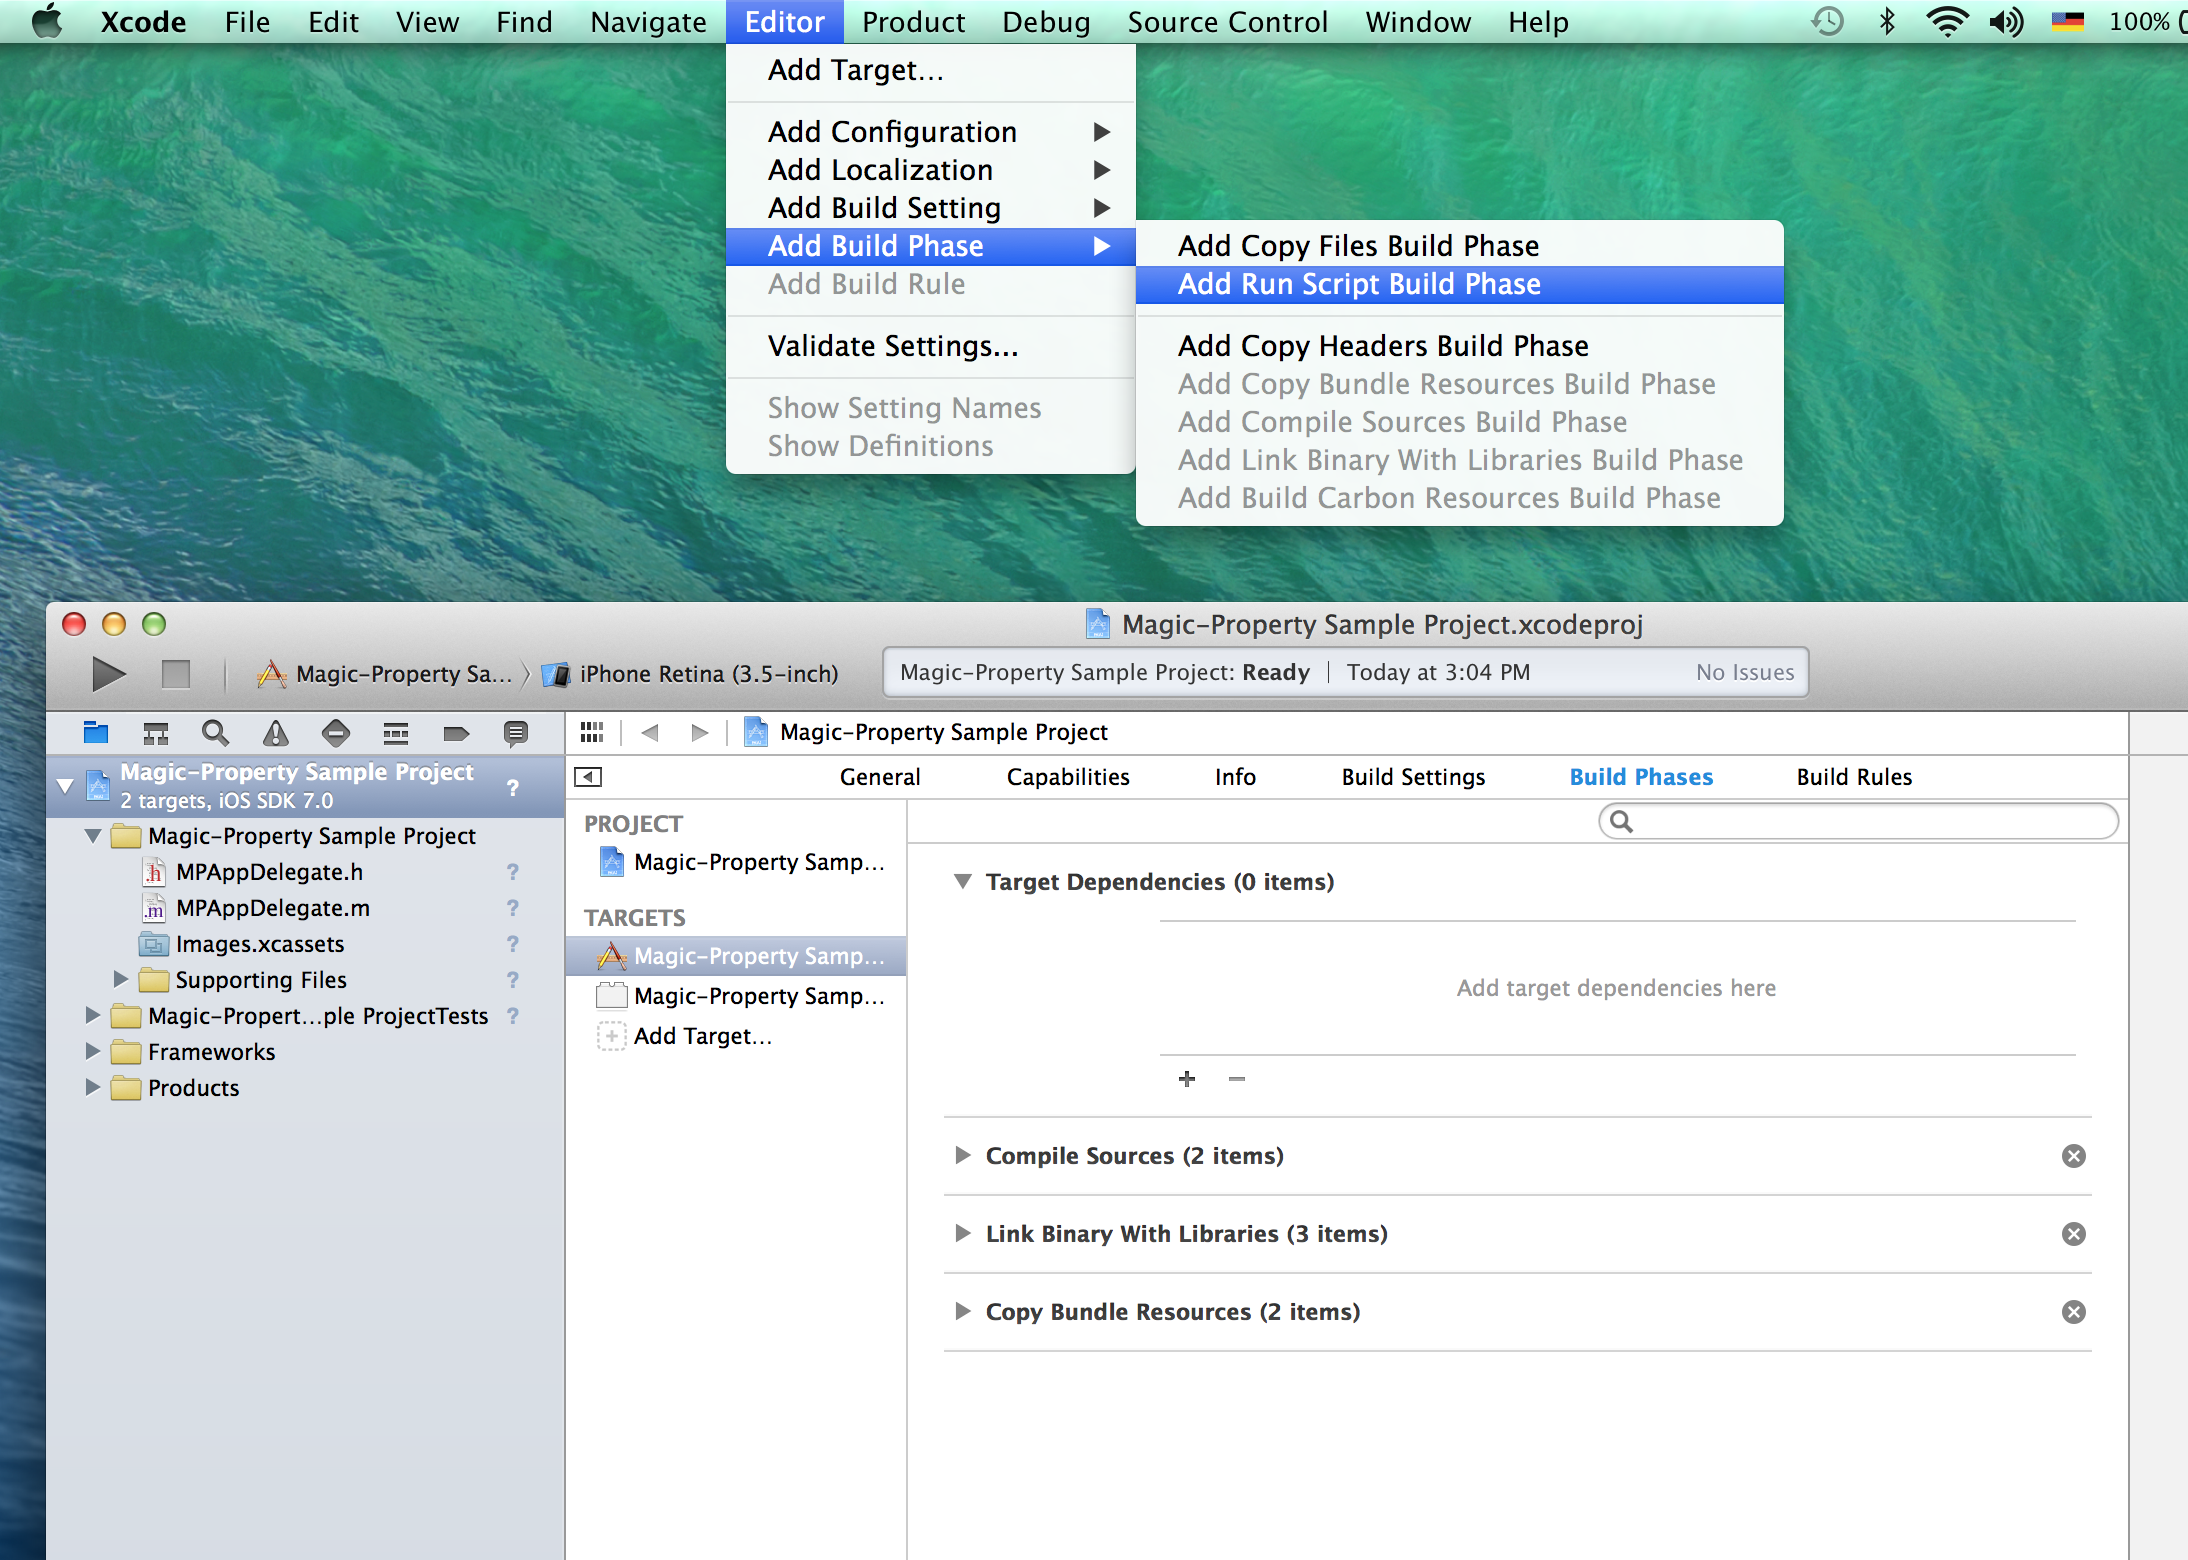 Xcode File Edit View Find Navigate Editor Product Debug Source Control Window Help 100%
Add Target...
Add Configuration
Add Localization
Add Build Setting
Add Build Phase
Add Build Rule
Validate Settings...
Show Setting Names
Show Definitions
Add Copy Files Build Phase
Add Run Script Build Phase
Add Copy Headers Build Phase
Add Copy Bundle Resources Build Phase
Add Compile Sources Build Phase
Add Link Binary With Libraries Build Phase
Add Build Carbon Resources Build Phase
Magic-Property Sample Project.xcodeproj
Magic-Property Sa... iPhone Retina (3.5-inch)
Magic-Property Sample Project: Ready | Today at 3:04 PM No Issues
Magic-Property Sample Project
2 targets, iOS SDK 7.0 ?
Magic-Property Sample Project
.h MPAppDelegate.h ?
.m MPAppDelegate.m ?
Images.xcassets ?
Supporting Files ?
Magic-Propert...ple ProjectTests ?
Frameworks
Products
Magic-Property Sample Project
General Capabilities Info Build Settings Build Phases Build Rules
PROJECT
Magic-Property Samp...
TARGETS
Magic-Property Samp...
Magic-Property Samp...
Add Target...
Target Dependencies (0 items)
Add target dependencies here
+ −
Compile Sources (2 items)
Link Binary With Libraries (3 items)
Copy Bundle Resources (2 items)